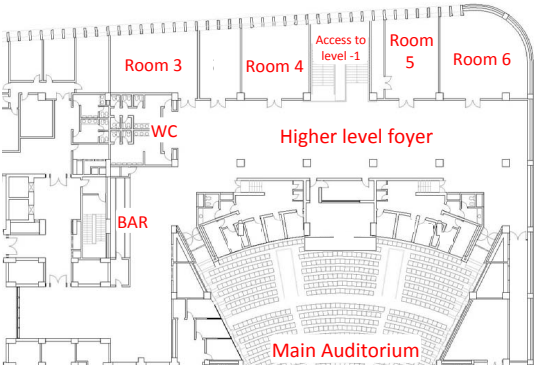 Access to
level -1
Room
5
Room 3
Room 4
Room 6
WC
Higher level foyer
BAR
Main Auditorium